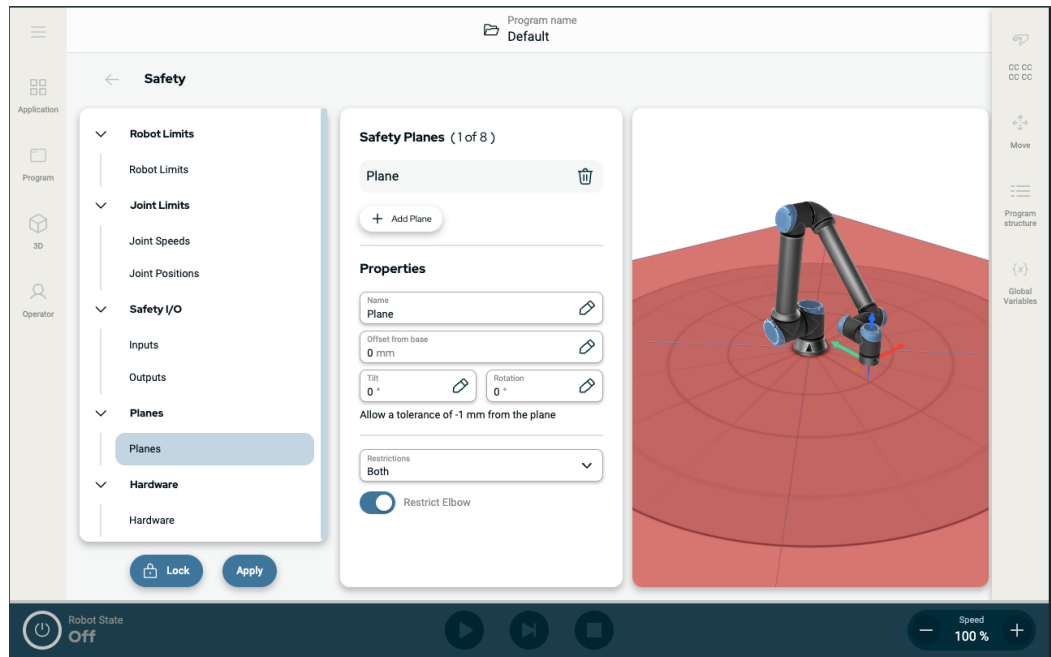 Program name
Default
Safety
Application
Program
3D
Operator
Robot Limits
Robot Limits
Joint Limits
Joint Speeds
Joint Positions
Safety I/O
Inputs
Outputs
Planes
Planes
Hardware
Hardware
Lock
Apply
Safety Planes (1 of 8)
Plane
+ Add Plane
Properties
Name
Plane
Offset from base
0 mm
Tilt
0 °
Rotation
0 °
Allow a tolerance of -1 mm from the plane
Restrictions
Both
Restrict Elbow
CC CC
CC CC
Move
Program
structure
{x}
Global
Variables
Robot State
Off
Speed
100 %